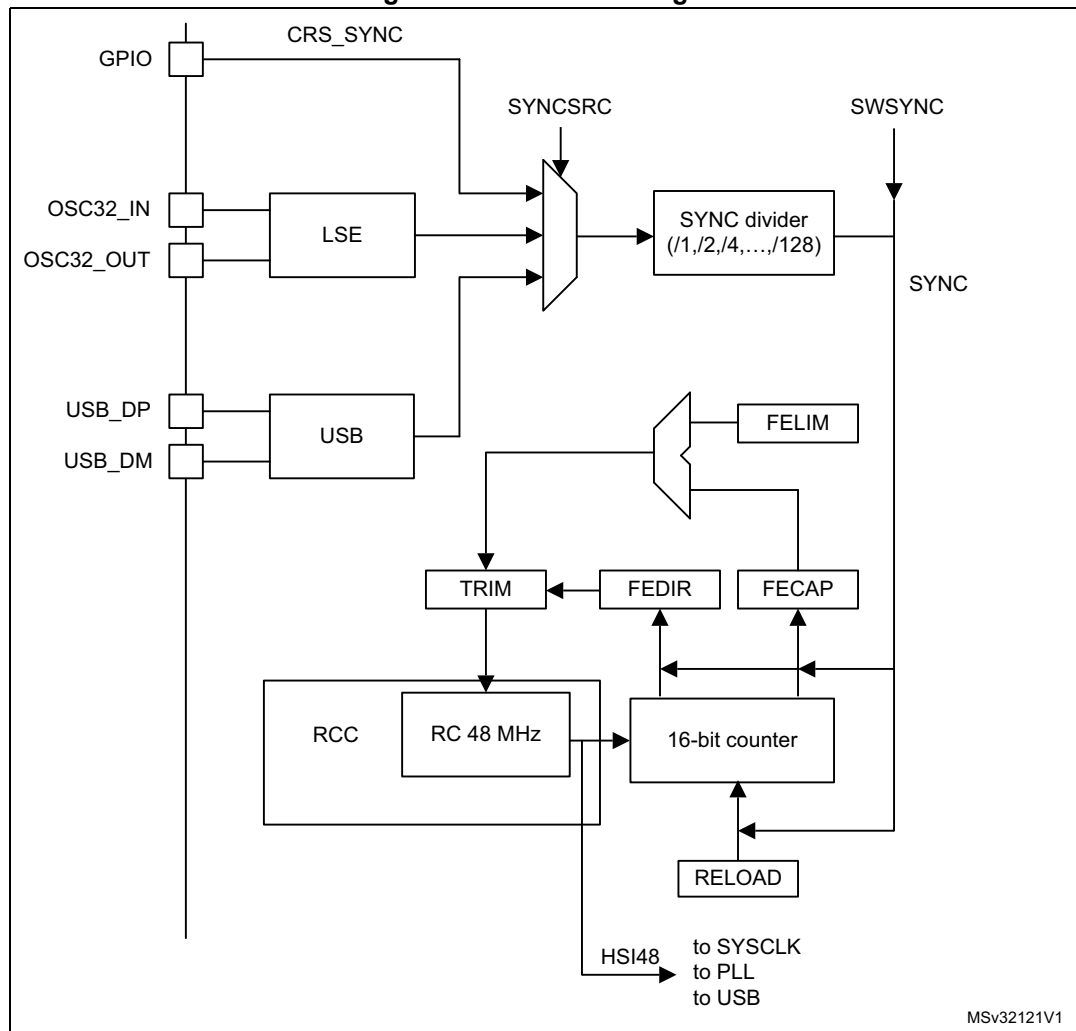 CRS_SYNC
GPIO
SYNCSRC
SWSYNC
OSC32_IN
OSC32_OUT
LSE
SYNC divider
(/1,/2,/4,…,/128)
SYNC
USB_DP
USB_DM
USB
FELIM
TRIM
FEDIR
FECAP
RCC
RC 48 MHz
16-bit counter
RELOAD
HSI48
to SYSCLK
to PLL
to USB
MSv32121V1